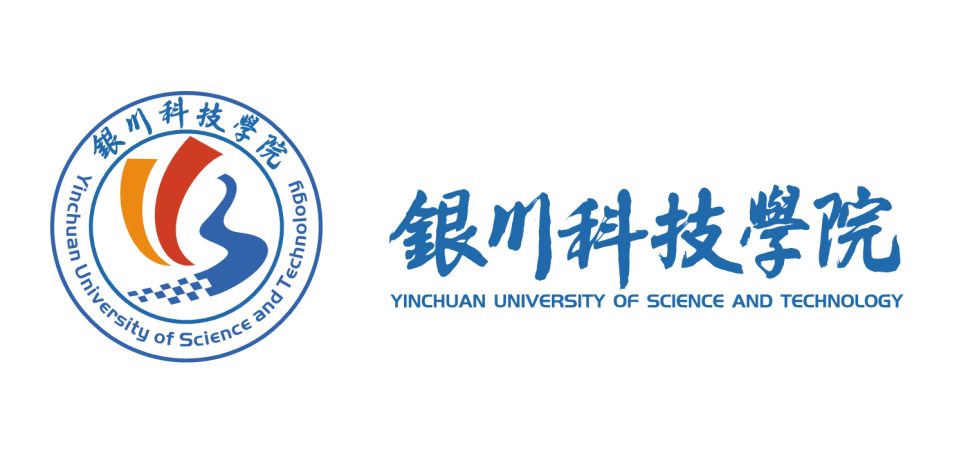 銀川科技學院
Yinchuan University of Science and Technology
銀川科技學院
YINCHUAN UNIVERSITY OF SCIENCE AND TECHNOLOGY